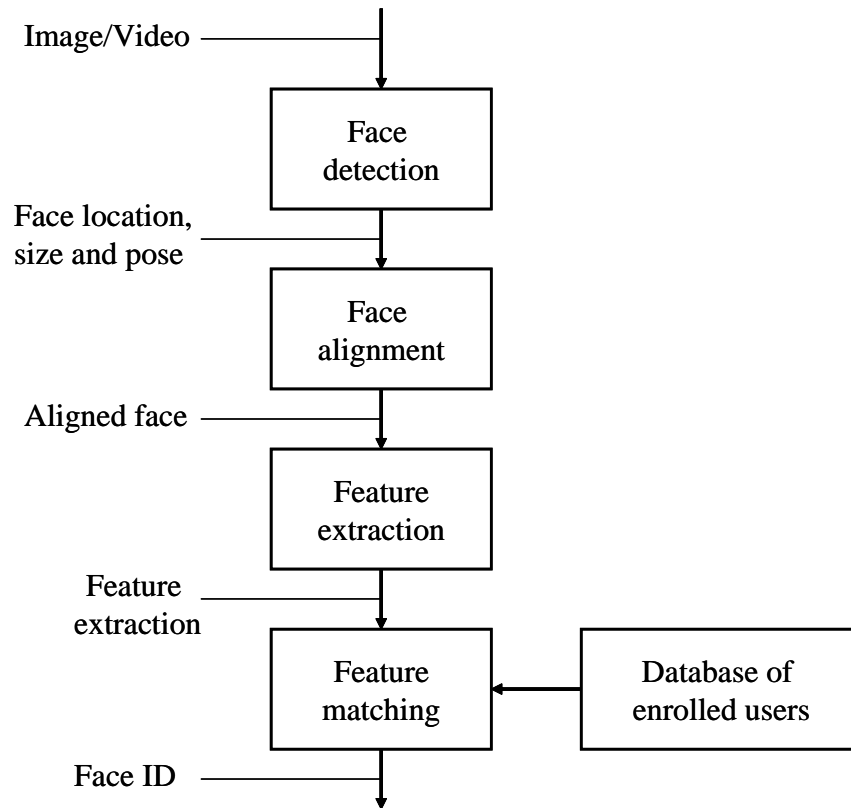 Image/Video
Face
detection
Face location,
size and pose
Face
alignment
Aligned face
Feature
extraction
Feature
extraction
Feature
matching
Database of
enrolled users
Face ID